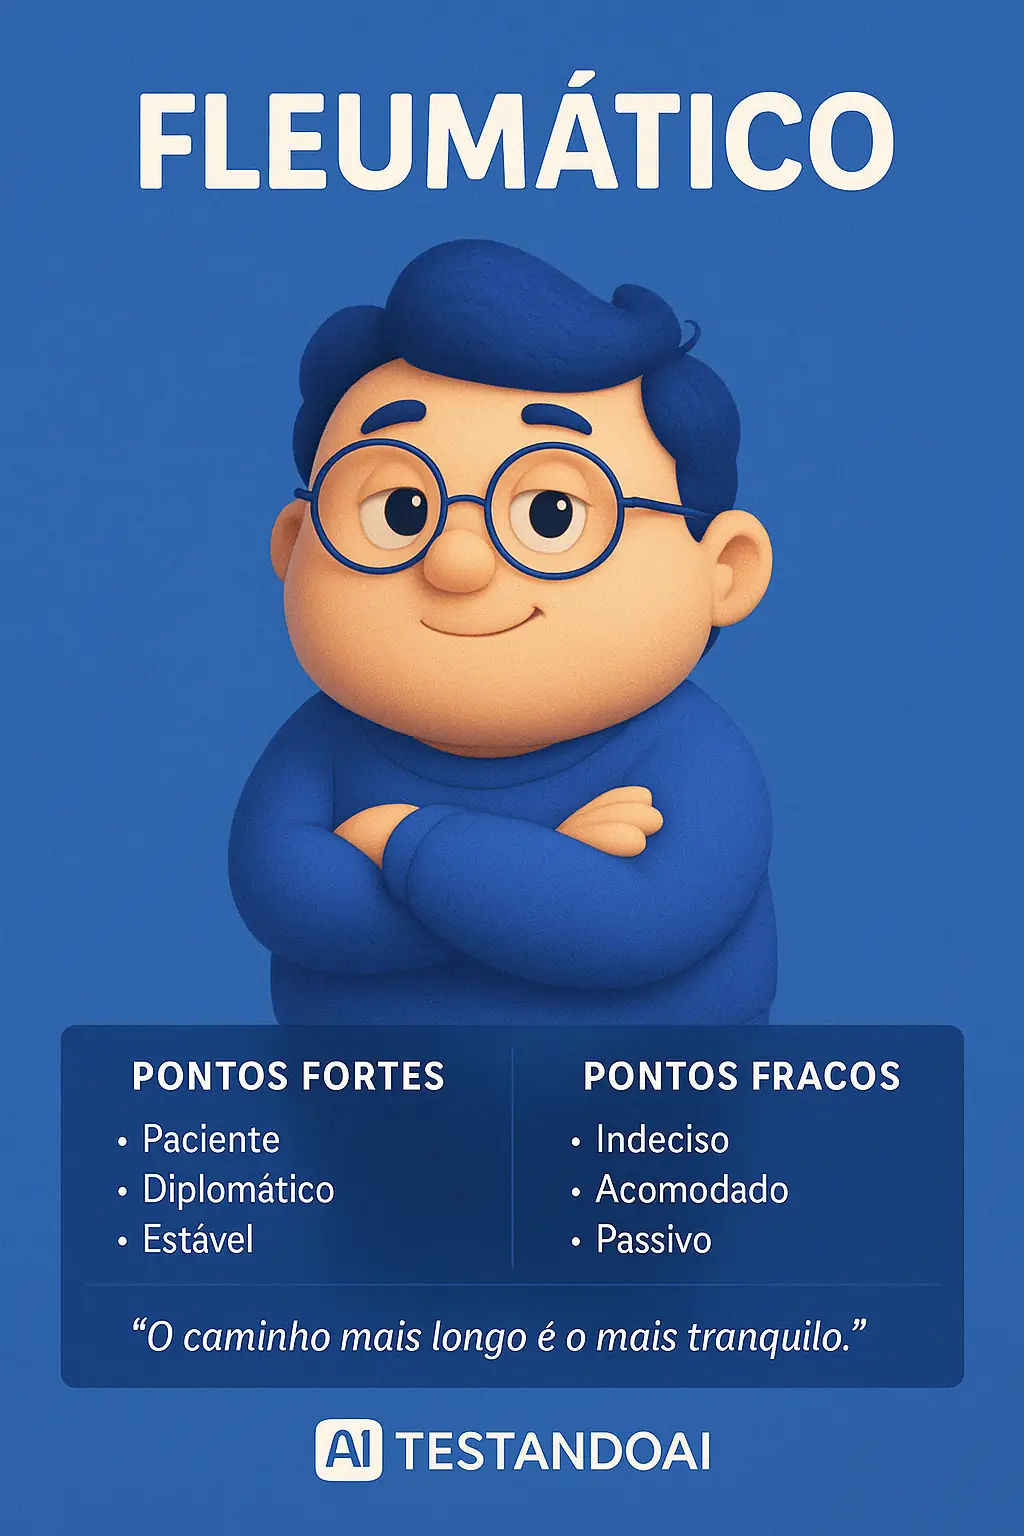 FLEUMÁTICO
PONTOS FORTES
• Paciente
• Diplomático
• Estável
PONTOS FRACOS
• Indeciso
• Acomodado
• Passivo
“O caminho mais longo é o mais tranquilo.”
AI TESTANDOAI